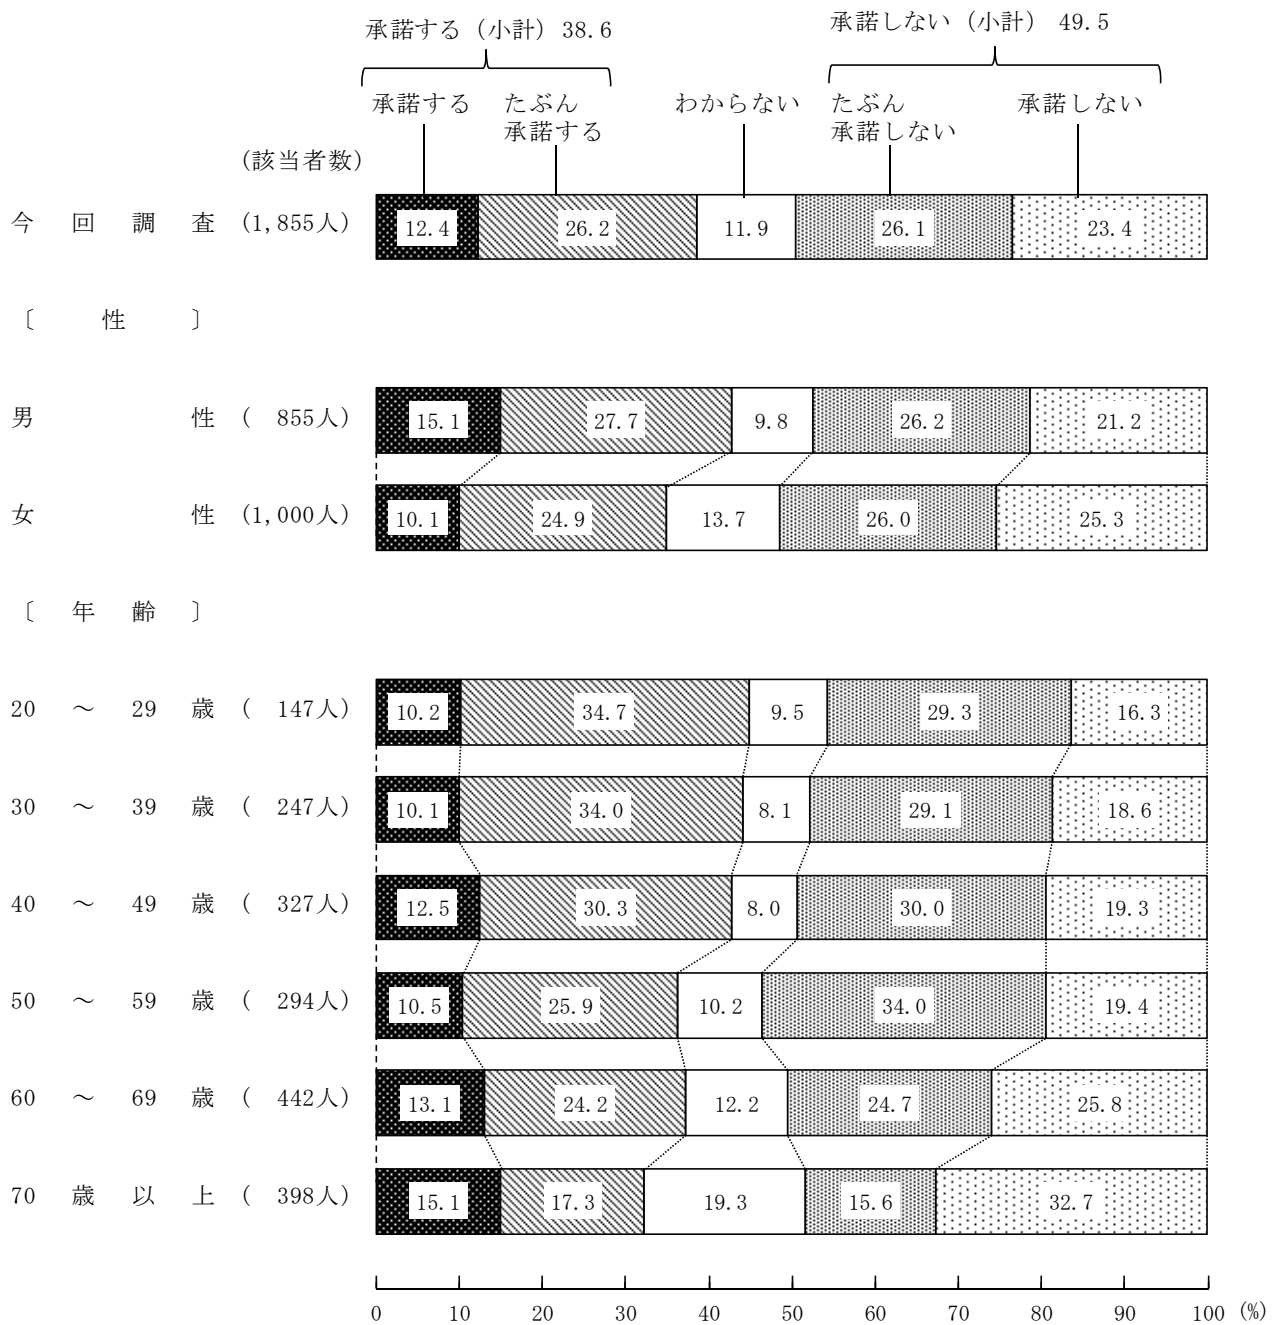 承諾する（小計）38.6
承諾しない（小計） 49.5
承諾する たぶん承諾する わからない たぶん承諾しない 承諾しない
（該当者数）
今回調査 (1,855人) 12.4 26.2 11.9 26.1 23.4
〔 性 〕
男性 ( 855人) 15.1 27.7 9.8 26.2 21.2
女性 (1,000人) 10.1 24.9 13.7 26.0 25.3
〔 年 齢 〕
20 ～ 29 歳 ( 147人) 10.2 34.7 9.5 29.3 16.3
30 ～ 39 歳 ( 247人) 10.1 34.0 8.1 29.1 18.6
40 ～ 49 歳 ( 327人) 12.5 30.3 8.0 30.0 19.3
50 ～ 59 歳 ( 294人) 10.5 25.9 10.2 34.0 19.4
60 ～ 69 歳 ( 442人) 13.1 24.2 12.2 24.7 25.8
70 歳 以 上 ( 398人) 15.1 17.3 19.3 15.6 32.7
0 10 20 30 40 50 60 70 80 90 100 (%)